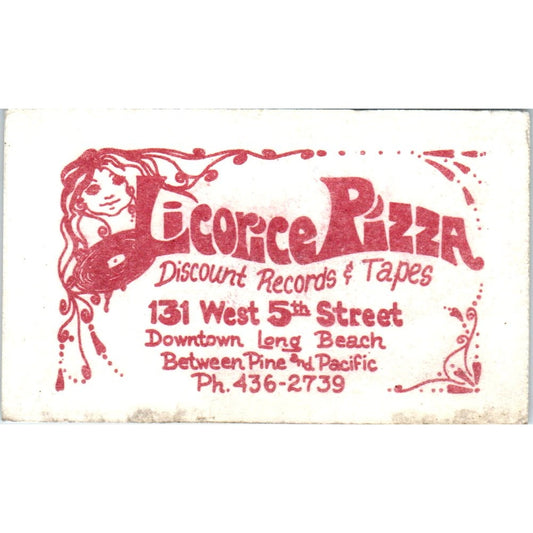 Licorice Pizza
Discount Records & Tapes
131 West 5th Street
Downtown Long Beach
Between Pine and Pacific
Ph. 436-2739